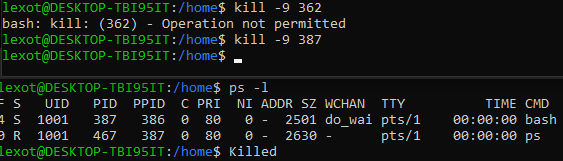 lexot@DESKTOP-TBI95IT:/home$ kill -9 362
bash: kill: (362) - Operation not permitted
lexot@DESKTOP-TBI95IT:/home$ kill -9 387
lexot@DESKTOP-TBI95IT:/home$
lexot@DESKTOP-TBI95IT:/home$ ps -l
F S   UID   PID  PPID  C PRI  NI ADDR SZ WCHAN  TTY          TIME CMD
4 S  1001   387   386  0  80   0 -  2501 do_wai pts/1    00:00:00 bash
0 R  1001   467   387  0  80   0 -  2630 -      pts/1    00:00:00 ps
lexot@DESKTOP-TBI95IT:/home$ Killed